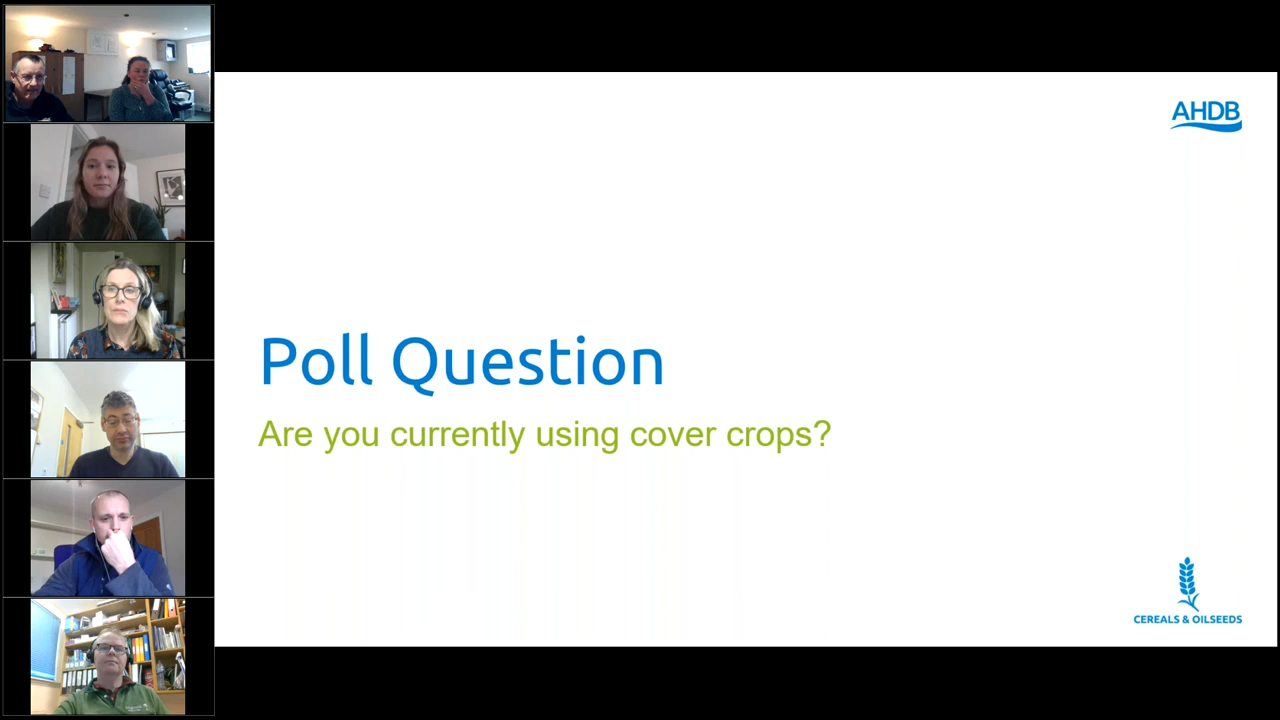 AHDB
Poll Question
Are you currently using cover crops?
CEREALS & OILSEEDS